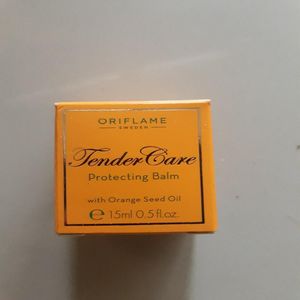 ORIFLAME
SWEDEN
Tender Care
Protecting Balm
with Orange Seed Oil
℮ 15ml 0.5 fl.oz.